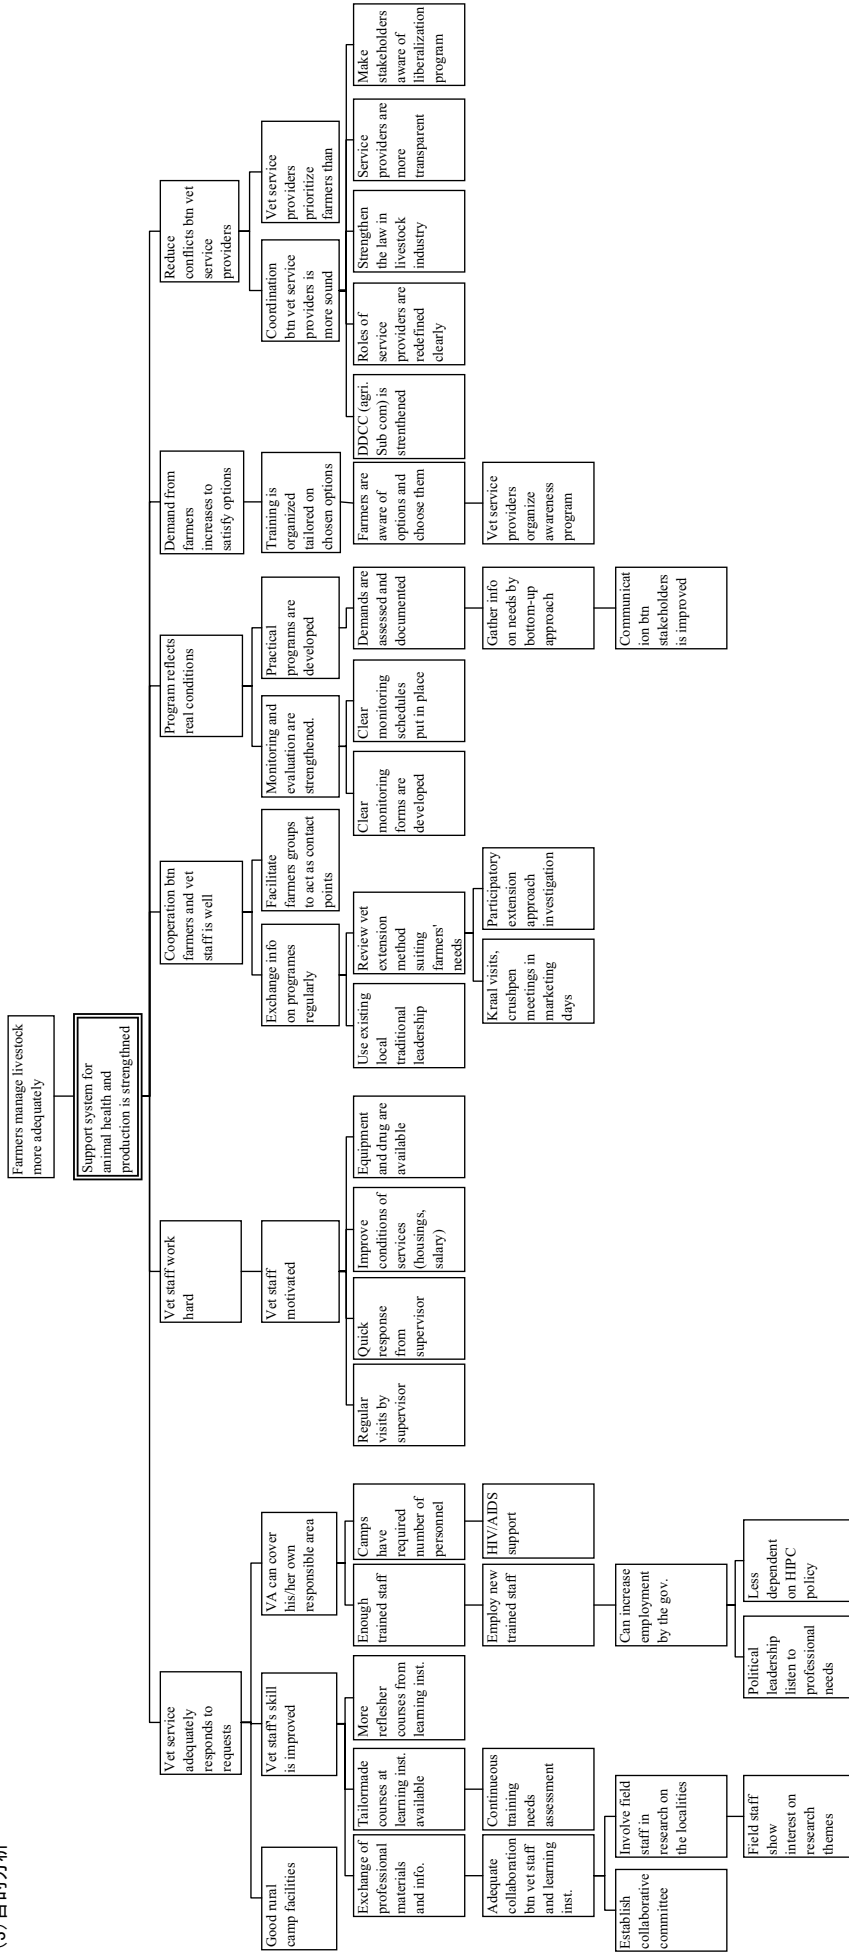 (3) 目的分析
Farmers manage livestock
more adequately
Support system for
animal health and
production is strengthned
Vet service
adequately
responds to
requests
Vet staff work
hard
Cooperation btn
farmers and vet
staff is well
Program reflects
real conditions
Demand from
farmers
increases to
satisfy options
Reduce
conflicts btn vet
service
providers
Good rural
camp facilities
Vet staff's skill
is improved
VA can cover
his/her own
responsible area
Vet staff
motivated
Exchange info
on programes
regularly
Facilitate
farmers groups
to act as contact
points
Monitoring and
evaluation are
strengthened.
Practical
programs are
developed
Training is
organized
tailored on
chosen options
Coordination
btn vet service
providers is
more sound
Vet service
providers
prioritize
farmers than
Exchange of
professional
materials
and info.
Tailormade
courses at
learning inst.
available
More
reflesher
courses from
learning inst.
Enough
trained staff
Camps
have
required
number of
personnel
Regular
visits by
supervisor
Quick
response
from
supervisor
Improve
conditions of
services
(housings,
salary)
Equipment
and drug are
available
Use existing
local
traditional
leadership
Review vet
extension
method
suiting
farmers'
needs
Clear
monitoring
forms are
developed
Clear
monitoring
schedules
put in place
Demands are
assessed and
documented
Farmers are
aware of
options and
choose them
DDCC (agri.
Sub com) is
strenthened
Roles of
service
providers are
redefined
clearly
Strengthen
the law in
livestock
industry
Service
providers are
more
transparent
Make
stakeholders
aware of
liberalization
program
Adequate
collaboration
btn vet staff
and learning
inst.
Continueous
training
needs
assessment
Employ new
trained staff
HIV/AIDS
support
Kraal visits,
crushpen
meetings in
marketing
days
Participatory
extension
approach
investigation
Gather info
on needs by
bottom-up
approach
Vet service
providers
organize
awareness
program
Establish
collaborative
committee
Involve field
staff in
research on
the localities
Can increase
employment
by the gov.
Communicat
ion btn
stakeholders
is improved
Field staff
show
interest on
research
themes
Political
leadership
listen to
professional
needs
Less
dependent
on HIPC
policy